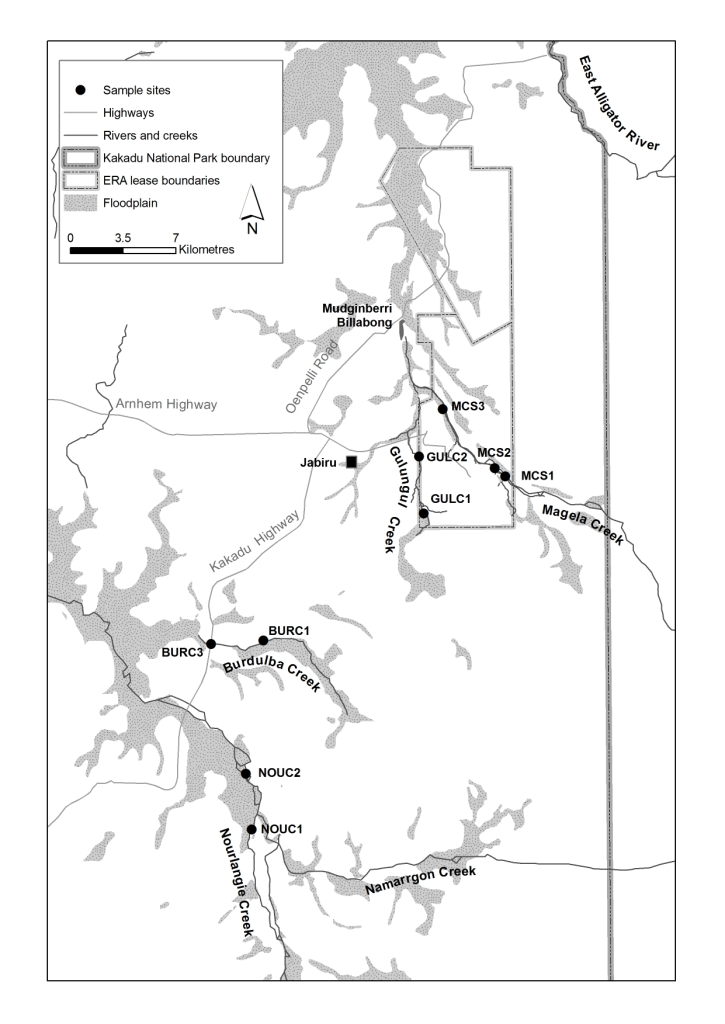 East Alligator River
Sample sites
Highways
Rivers and creeks
Kakadu National Park boundary
ERA lease boundaries
Floodplain
N
0 3.5 7
Kilometres
Mudginberri
Billabong
Oenpelli Road
Arnhem Highway
MCS3
Jabiru
GULC2
MCS2
MCS1
GULC1
Gulungul Creek
Magela Creek
Kakadu Highway
BURC1
BURC3
Burdulba Creek
NOUC2
NOUC1
Nourlangie Creek
Namarrgon Creek